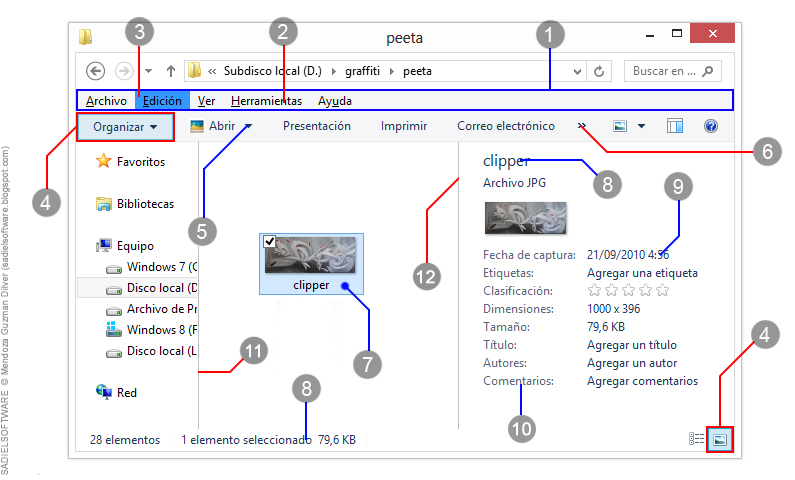 3
2
1
peeta
« Subdisco local (D:) graffiti peeta
Buscar en ...
Archivo Edición Ver Herramientas Ayuda
Organizar Abrir Presentación Imprimir Correo electrónico »
6
4
5
Favoritos
Bibliotecas
Equipo
Windows 7 (C
Disco local (D
Archivo de Pr
Windows 8 (F
Disco local (L
Red
11
clipper
7
12
clipper
8
9
Archivo JPG
Fecha de captura: 21/09/2010 4:56
Etiquetas: Agregar una etiqueta
Clasificación:
Dimensiones: 1000 x 396
Tamaño: 79,6 KB
Título: Agregar un título
Autores: Agregar un autor
Comentarios: Agregar comentarios
4
8
10
28 elementos 1 elemento seleccionado 79,6 KB
SADIELSOFTWARE © Mendoza Guzman Dilver (sadielsoftware.blogspot.com)